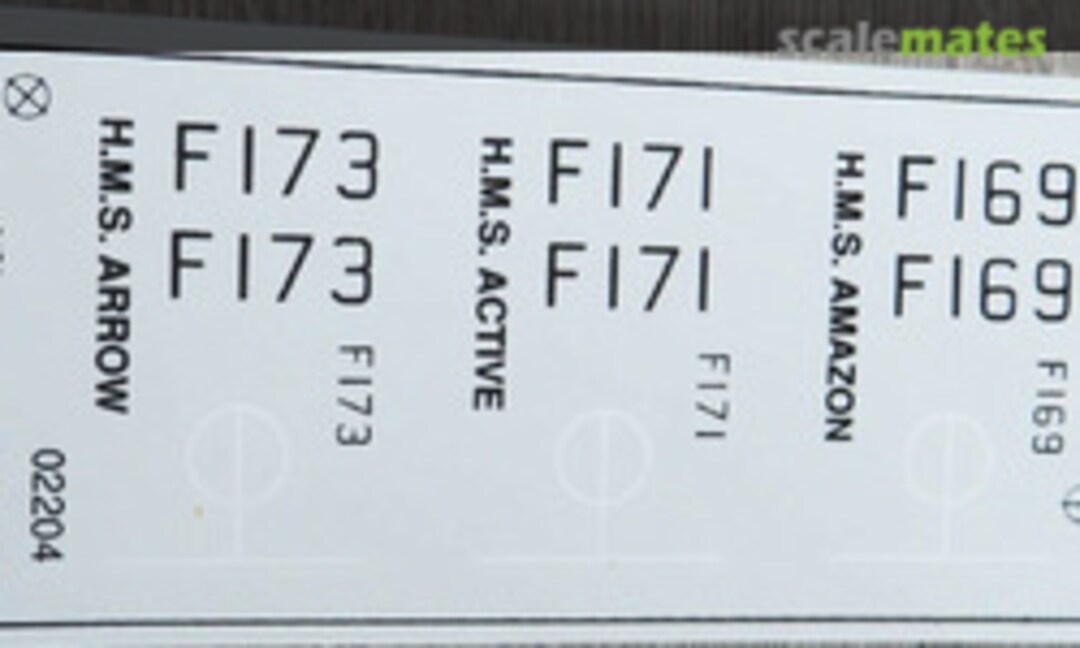 scalemates
H.M.S. ARROW
F173
F173
F173
H.M.S. ACTIVE
F171
F171
F171
H.M.S. AMAZON
F169
F169
F169
02204